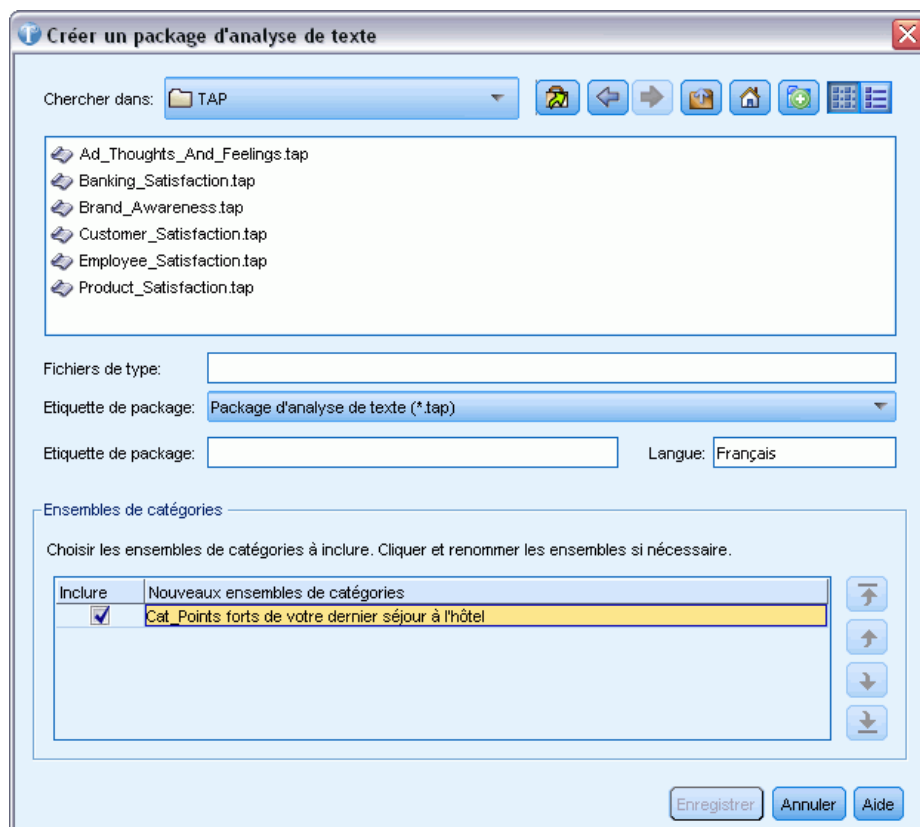 Créer un package d'analyse de texte
Chercher dans: TAP
Ad_Thoughts_And_Feelings.tap
Banking_Satisfaction.tap
Brand_Awareness.tap
Customer_Satisfaction.tap
Employee_Satisfaction.tap
Product_Satisfaction.tap
Fichiers de type:
Etiquette de package: Package d'analyse de texte (*.tap)
Etiquette de package: Langue: Français
Ensembles de catégories
Choisir les ensembles de catégories à inclure. Cliquer et renommer les ensembles si nécessaire.
Inclure Nouveaux ensembles de catégories
Cat_Points forts de votre dernier séjour à l'hôtel
Enregistrer Annuler Aide